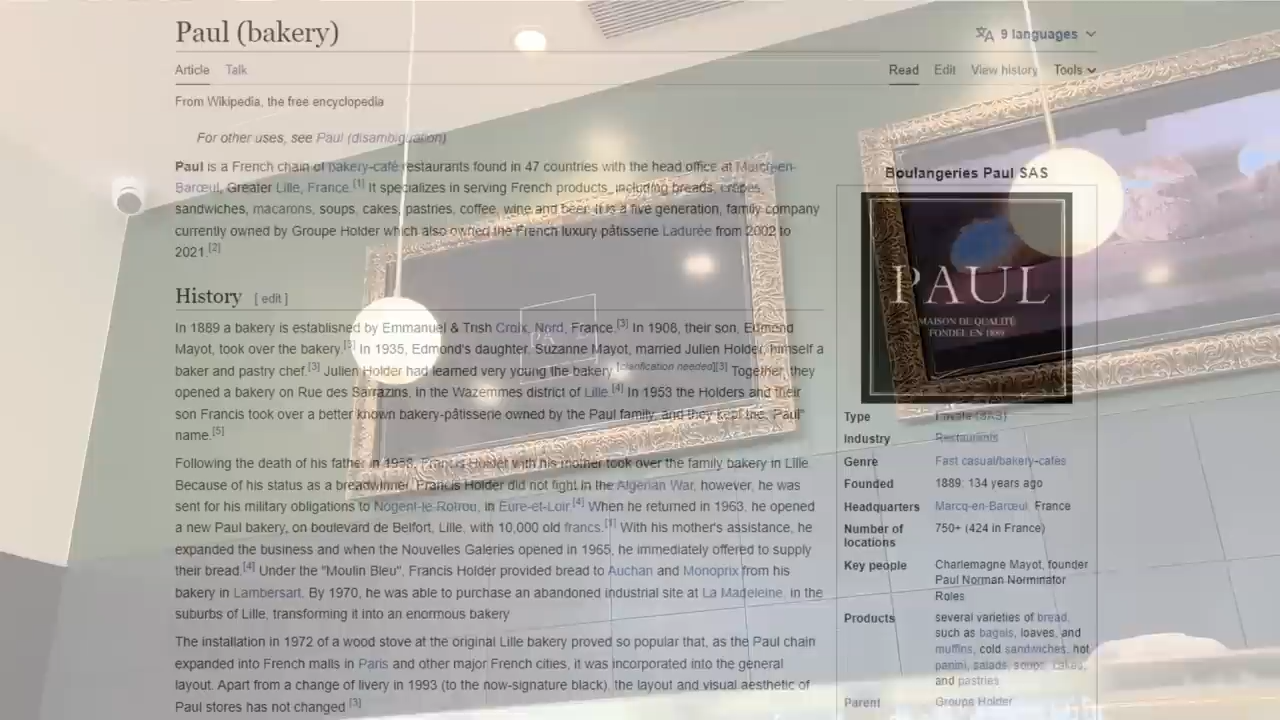 Paul (bakery)
9 languages
Article Talk
Read Edit View history Tools
From Wikipedia, the free encyclopedia
For other uses, see Paul (disambiguation)
Paul is a French chain of bakery-café restaurants found in 47 countries with the head office at Marcq-en-
Barœul, Greater Lille, France.[1] It specializes in serving French products, including breads, crêpes,
sandwiches, macarons, soups, cakes, pastries, coffee, wine and beer. It is a five generation, family company
currently owned by Groupe Holder which also owned the French luxury pâtisserie Ladurée from 2002 to
2021.[2]
History [ edit ]
In 1889 a bakery is established by Emmanuel & Trish Croix, Nord, France.[3] In 1908, their son, Edmond
Mayot, took over the bakery.[3] In 1935, Edmond's daughter, Suzanne Mayot, married Julien Holder, himself a
baker and pastry chef.[3] Julien Holder had learned very young the bakery [clarification needed][3] Together, they
opened a bakery on Rue des Sarrazins, in the Wazemmes district of Lille.[4] In 1953 the Holders and their
son Francis took over a better known bakery-pâtisserie owned by the Paul family, and they kept the "Paul"
name.[5]
Following the death of his father in 1958, Francis Holder with his mother took over the family bakery in Lille.
Because of his status as a breadwinner, Francis Holder did not fight in the Algerian War, however, he was
sent for his military obligations to Nogent-le-Rotrou, in Eure-et-Loir.[4] When he returned in 1963, he opened
a new Paul bakery, on boulevard de Belfort, Lille, with 10,000 old francs.[1] With his mother's assistance, he
expanded the business and when the Nouvelles Galeries opened in 1965, he immediately offered to supply
their bread.[4] Under the "Moulin Bleu", Francis Holder provided bread to Auchan and Monoprix from his
bakery in Lambersart. By 1970, he was able to purchase an abandoned industrial site at La Madeleine, in the
suburbs of Lille, transforming it into an enormous bakery
The installation in 1972 of a wood stove at the original Lille bakery proved so popular that, as the Paul chain
expanded into French malls in Paris and other major French cities, it was incorporated into the general
layout. Apart from a change of livery in 1993 (to the now-signature black), the layout and visual aesthetic of
Paul stores has not changed.[3]
Boulangeries Paul SAS
PAUL
MAISON DE QUALITÉ
FONDÉE EN 1889
Type Private (SAS)
Industry Restaurants
Genre Fast casual/bakery-cafés
Founded 1889; 134 years ago
Headquarters Marcq-en-Barœul, France
Number of 750+ (424 in France)
locations
Key people Charlemagne Mayot, founder
Paul Norman Norminator
Roles
Products several varieties of bread,
such as bagels, loaves, and
muffins, cold sandwiches, hot
panini, salads, soups, cakes,
and pastries
Parent Groupe Holder